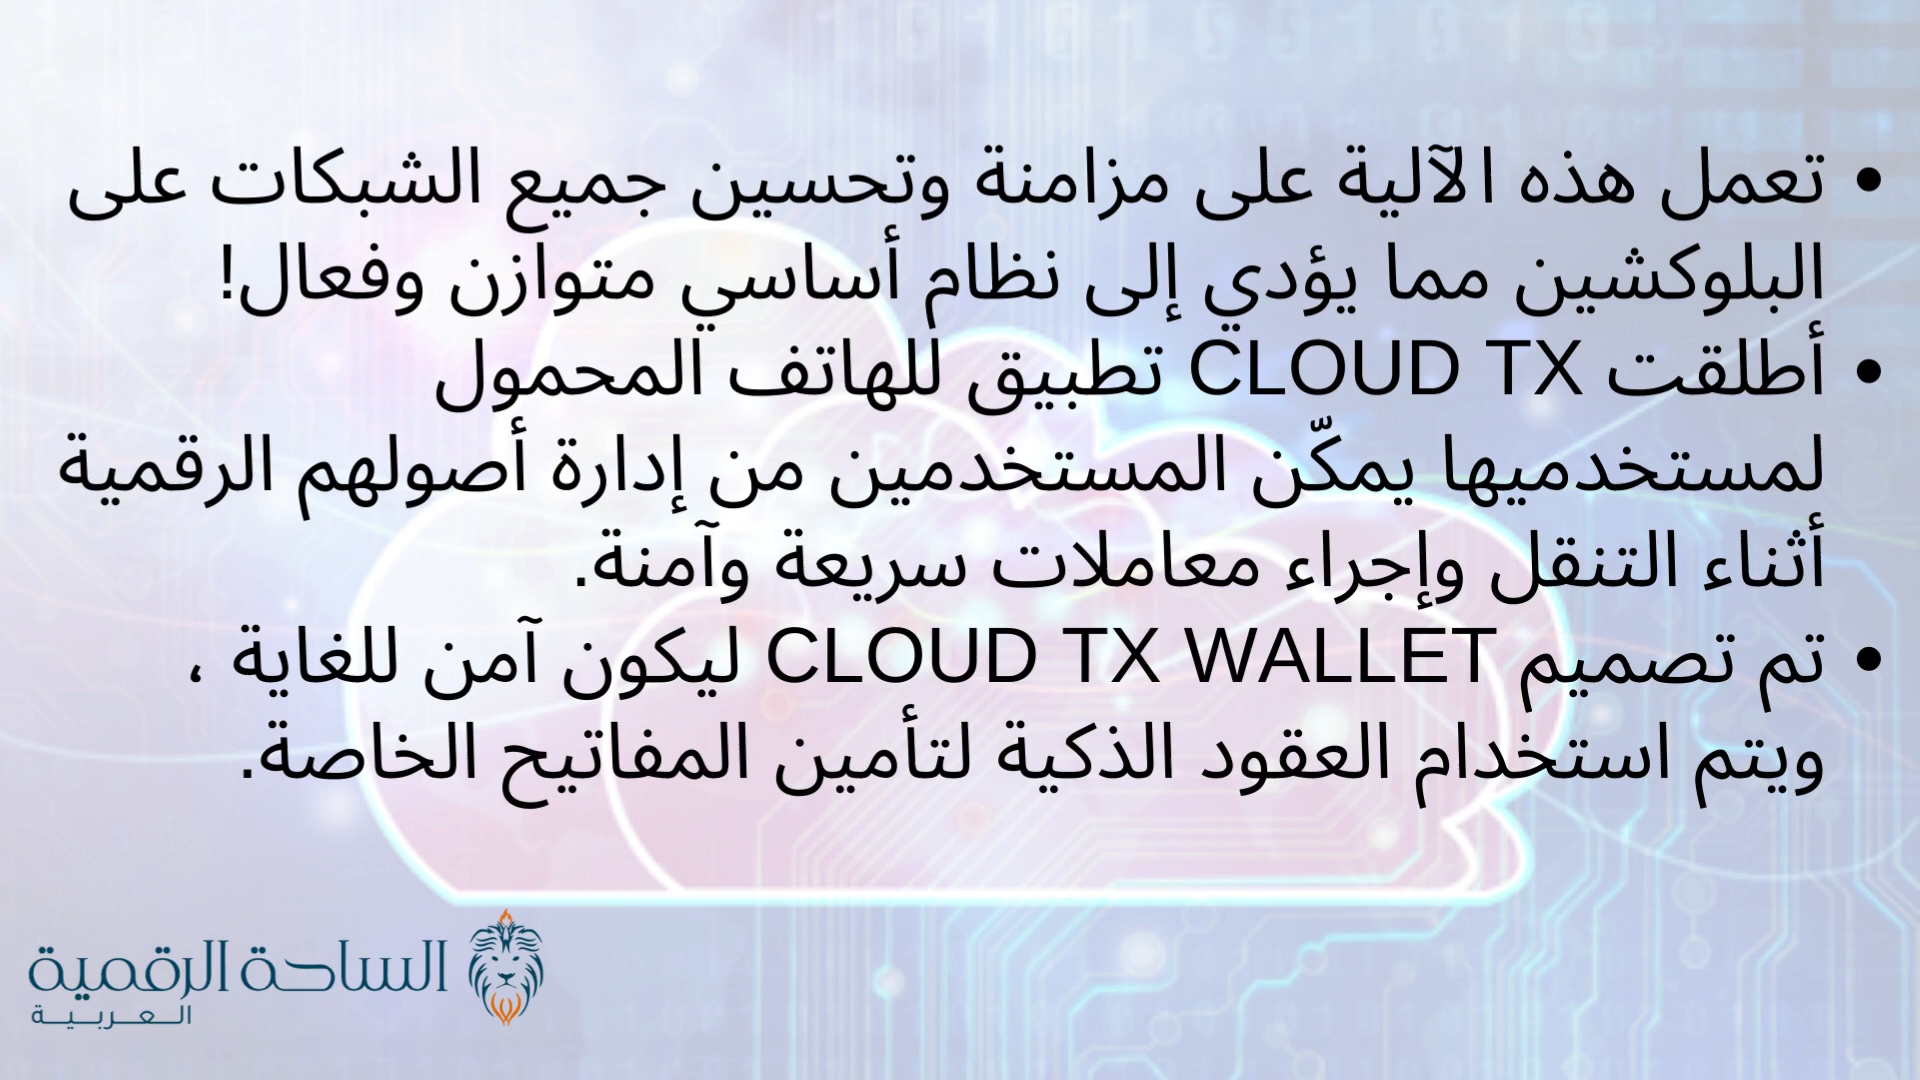 • تعمل هذه الآلية على مزامنة وتحسين جميع الشبكات على
البلوكشين مما يؤدي إلى نظام أساسي متوازن وفعال!
• أطلقت CLOUD TX تطبيق للهاتف المحمول
لمستخدميها يمكّن المستخدمين من إدارة أصولهم الرقمية
أثناء التنقل وإجراء معاملات سريعة وآمنة.
• تم تصميم CLOUD TX WALLET ليكون آمن للغاية ،
ويتم استخدام العقود الذكية لتأمين المفاتيح الخاصة.
الساحة الرقمية
العربية